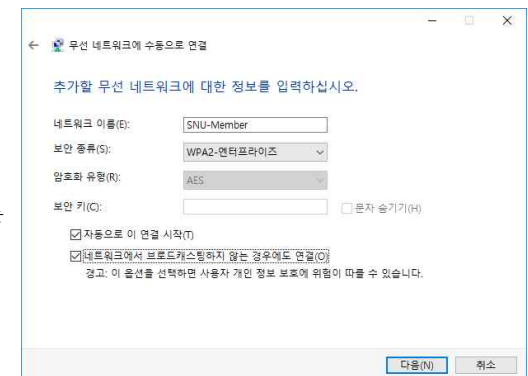 무선 네트워크에 수동으로 연결
추가할 무선 네트워크에 대한 정보를 입력하십시오.
네트워크 이름(E): SNU-Member
보안 종류(S): WPA2-엔터프라이즈
암호화 유형(R): AES
보안 키(C): 문자 숨기기(H)
자동으로 이 연결 시작(T)
네트워크에서 브로드캐스팅하지 않는 경우에도 연결(O)
경고: 이 옵션을 선택하면 사용자 개인 정보 보호에 위험이 따를 수 있습니다.
다음(N) 취소